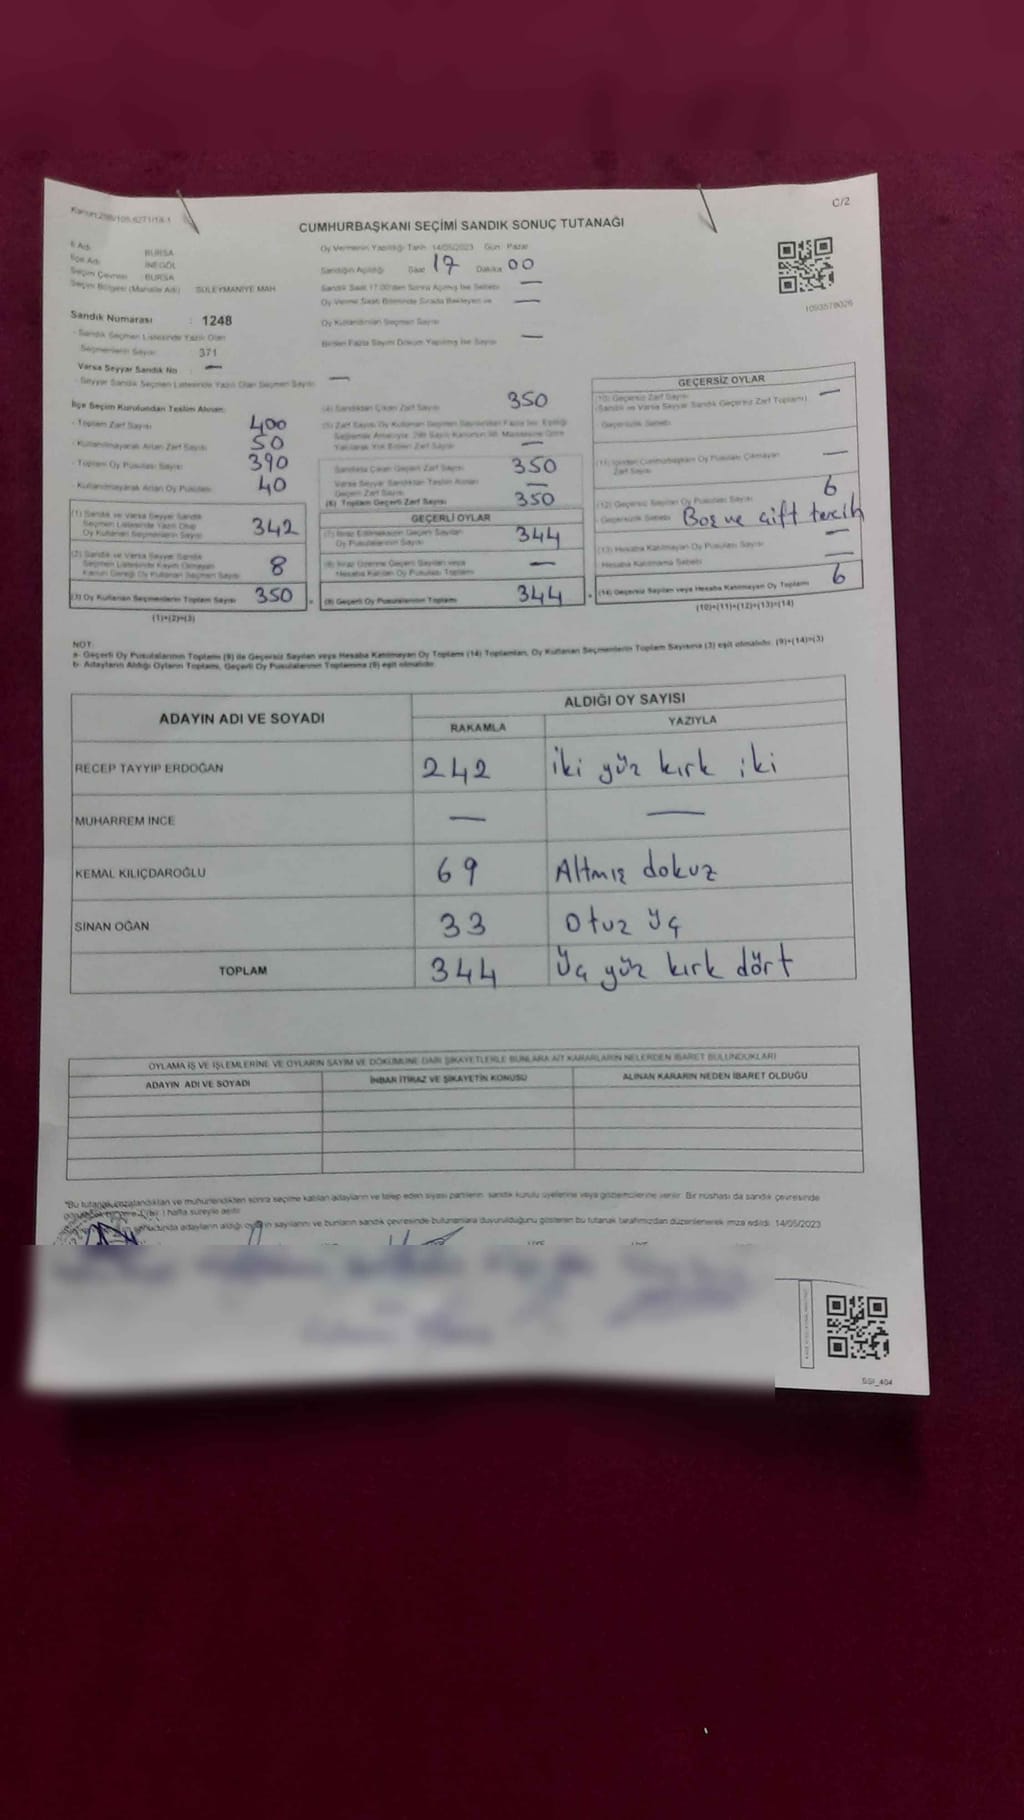 Kanun:298/105-6271/18-1
C/2
CUMHURBAŞKANI SEÇİMİ SANDIK SONUÇ TUTANAĞI
İl Adı BURSA
İlçe Adı İNEGÖL
Seçim Çevresi BURSA
Seçim Bölgesi (Mahalle Adı) SÜLEYMANİYE MAH
Sandık Numarası : 1248
- Sandık Seçmen Listesinde Yazılı Olan
Seçmenlerin Sayısı 371
Varsa Seyyar Sandık No : —
- Seyyar Sandık Seçmen Listesinde Yazılı Olan Seçmen Sayısı : —
Oy Vermenin Yapıldığı Tarih 14/05/2023 Gün : Pazar
Sandığın Açıldığı Saat 17 Dakika 00
Sandık Saat 17:00'den Sonra Açılmış İse Sebebi —
Oy Verme Saati Bitiminde Sırada Bekleyen ve —
Oy Kullandırılan Seçmen Sayısı
Birden Fazla Sayım Döküm Yapılmış İse Sayısı —
1093578026
İlçe Seçim Kurulundan Teslim Alınan:
- Toplam Zarf Sayısı 400
- Kullanılmayarak Artan Zarf Sayısı 50
- Toplam Oy Pusulası Sayısı 390
- Kullanılmayarak Artan Oy Pusulası 40
(1) Sandık ve Varsa Seyyar Sandık
Seçmen Listesinde Yazılı Olup
Oy Kullanan Seçmenlerin Sayısı 342
(2) Sandık ve Varsa Seyyar Sandık
Seçmen Listesinde Kayıtlı Olmayan
Kanun Gereği Oy Kullanan Seçmen Sayısı 8
(3) Oy Kullanan Seçmenlerin Toplam Sayısı 350
(1)+(2)=(3)
(4) Sandıktan Çıkan Zarf Sayısı 350
(5) Zarf Sayısı Oy Kullanan Seçmen Sayısından Fazla İse, Eşitliği
Sağlamak Amacıyla, 298 Sayılı Kanunun 98. Maddesine Göre
Yakılarak Yok Edilen Zarf Sayısı —
Sandıkta Çıkan Geçerli Zarf Sayısı 350
Varsa Seyyar Sandıktan Teslim Alınan
Geçerli Zarf Sayısı —
(6) Toplam Geçerli Zarf Sayısı 350
GEÇERLİ OYLAR
(7) İtiraz Edilmeksizin Geçerli Sayılan
Oy Pusulalarının Sayısı 344
(8) İtiraz Üzerine Geçerli Sayılan veya
Hesaba Katılan Oy Pusulası Toplamı —
(9) Geçerli Oy Pusulalarının Toplamı 344
GEÇERSİZ OYLAR
(10) Geçersiz Zarf Sayısı —
(Sandık ve Varsa Seyyar Sandık Geçersiz Zarf Toplamı)
Geçersizlik Sebebi
(11) İçinden Cumhurbaşkanı Oy Pusulası Çıkmayan
Zarf Sayısı —
(12) Geçersiz Sayılan Oy Pusulası Sayısı 6
- Geçersizlik Sebebi Boş ve çift tercih
(13) Hesaba Katılmayan Oy Pusulası Sayısı —
Hesaba Katılmama Sebebi —
(14) Geçersiz Sayılan veya Hesaba Katılmayan Oy Toplamı 6
(10)+(11)+(12)+(13)=(14)
NOT:
a- Geçerli Oy Pusulalarının Toplamı (9) ile Geçersiz Sayılan veya Hesaba Katılmayan Oy Toplamı (14) Toplamları, Oy Kullanan Seçmenlerin Toplam Sayısına (3) eşit olmalıdır. (9)+(14)=(3)
b- Adayların Aldığı Oyların Toplamı, Geçerli Oy Pusulalarının Toplamına (9) eşit olmalıdır.
ADAYIN ADI VE SOYADI
ALDIĞI OY SAYISI
RAKAMLA YAZIYLA
RECEP TAYYİP ERDOĞAN 242 iki yüz kırk iki
MUHARREM İNCE — —
KEMAL KILIÇDAROĞLU 69 Altmış dokuz
SİNAN OĞAN 33 Otuz üç
TOPLAM 344 Üç yüz kırk dört
OYLAMA İŞ VE İŞLEMLERİNE VE OYLARIN SAYIM VE DÖKÜMÜNE DAİR ŞİKAYETLERLE BUNLARA AİT KARARLARIN NELERDEN İBARET BULUNDUKLARI
ADAYIN ADI VE SOYADI İHBAR İTİRAZ VE ŞİKAYETİN KONUSU ALINAN KARARIN NEDEN İBARET OLDUĞU
*Bu tutanak imzalandıktan ve mühürlendikten sonra seçime katılan adayların ve talep eden siyasi partilerin sandık kurulu üyelerine veya gözlemcilerine verilir. Bir nüshası da sandık çevresinde
bir hafta süreyle asılır.
sonucunda adayların aldığı oyların sayılarını ve bunların sandık çevresinde bulunanlara duyurulduğunu gösteren bu tutanak tarafımızdan düzenlenerek imza edildi. 14/05/2023
SSI_404